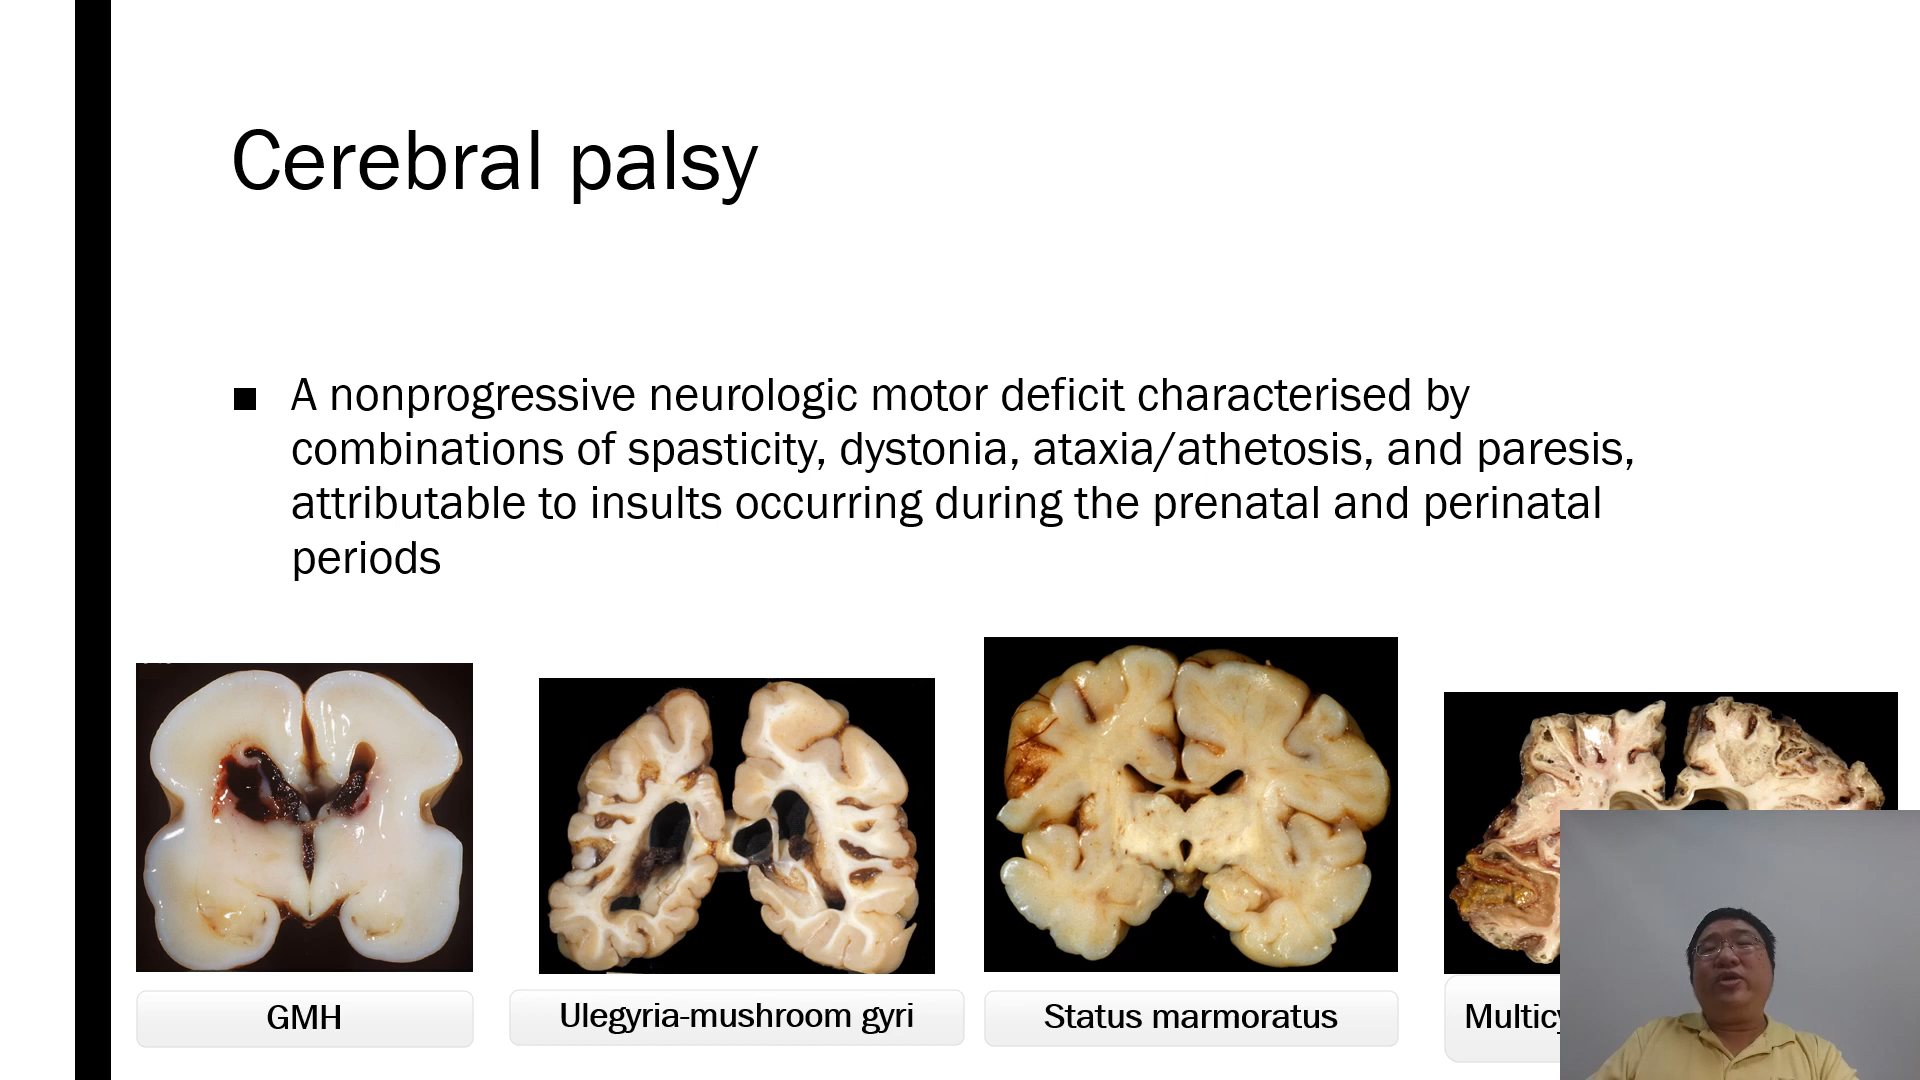 Cerebral palsy
■ A nonprogressive neurologic motor deficit characterised by
combinations of spasticity, dystonia, ataxia/athetosis, and paresis,
attributable to insults occurring during the prenatal and perinatal
periods
GMH
Ulegyria-mushroom gyri
Status marmoratus